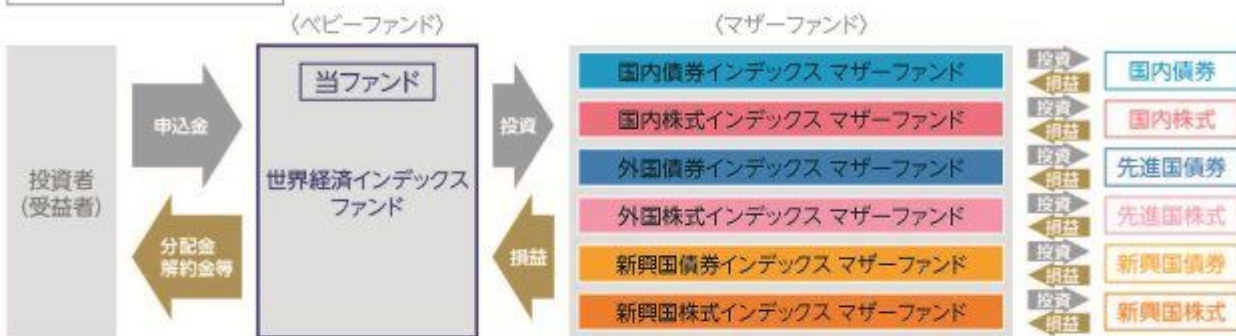 〈ベビーファンド〉
〈マザーファンド〉
投資者
(受益者)
申込金
分配金
解約金等
当ファンド
世界経済インデックス
ファンド
投資
損益
国内債券インデックス マザーファンド
投資
損益
国内債券
国内株式インデックス マザーファンド
投資
損益
国内株式
外国債券インデックス マザーファンド
投資
損益
先進国債券
外国株式インデックス マザーファンド
投資
損益
先進国株式
新興国債券インデックス マザーファンド
投資
損益
新興国債券
新興国株式インデックス マザーファンド
投資
損益
新興国株式